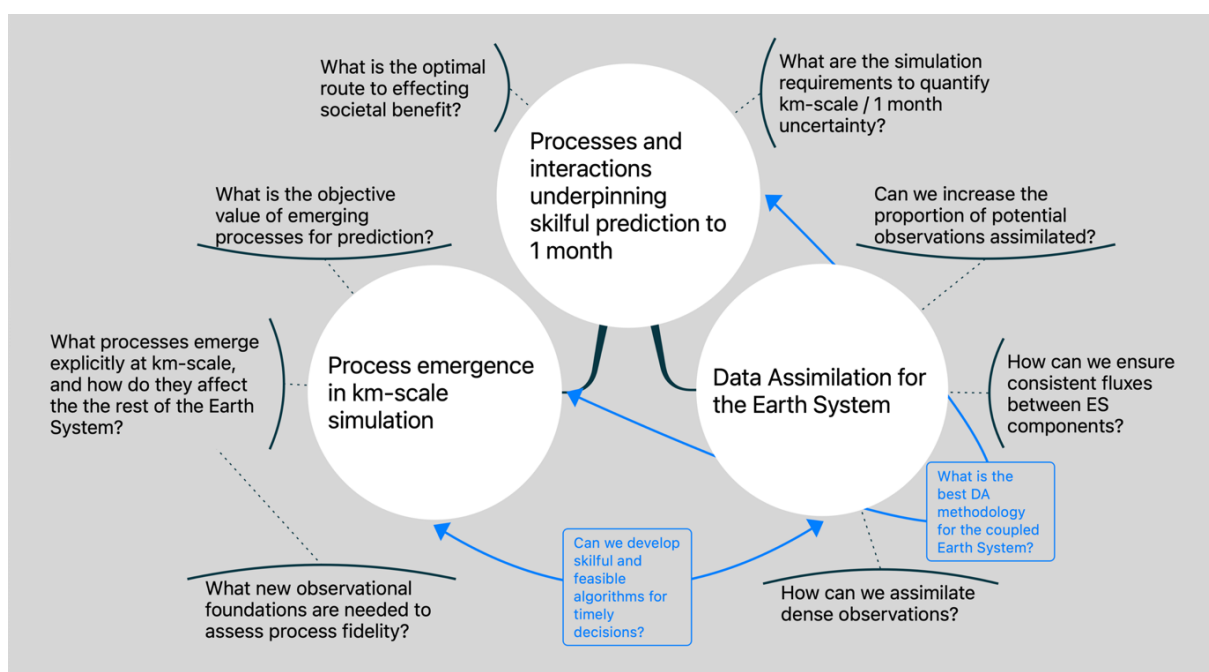 What is the optimal
route to effecting
societal benefit?
What are the simulation
requirements to quantify
km-scale / 1 month
uncertainty?
Processes and
interactions
underpinning
skilful prediction to
1 month
What is the objective
value of emerging
processes for prediction?
Can we increase the
proportion of potential
observations assimilated?
What processes emerge
explicitly at km-scale,
and how do they affect
the the rest of the Earth
System?
Process emergence
in km-scale
simulation
Data Assimilation for
the Earth System
How can we ensure
consistent fluxes
between ES
components?
What is the
best DA
methodology
for the coupled
Earth System?
Can we develop
skilful and
feasible
algorithms for
timely
decisions?
What new observational
foundations are needed to
assess process fidelity?
How can we assimilate
dense observations?